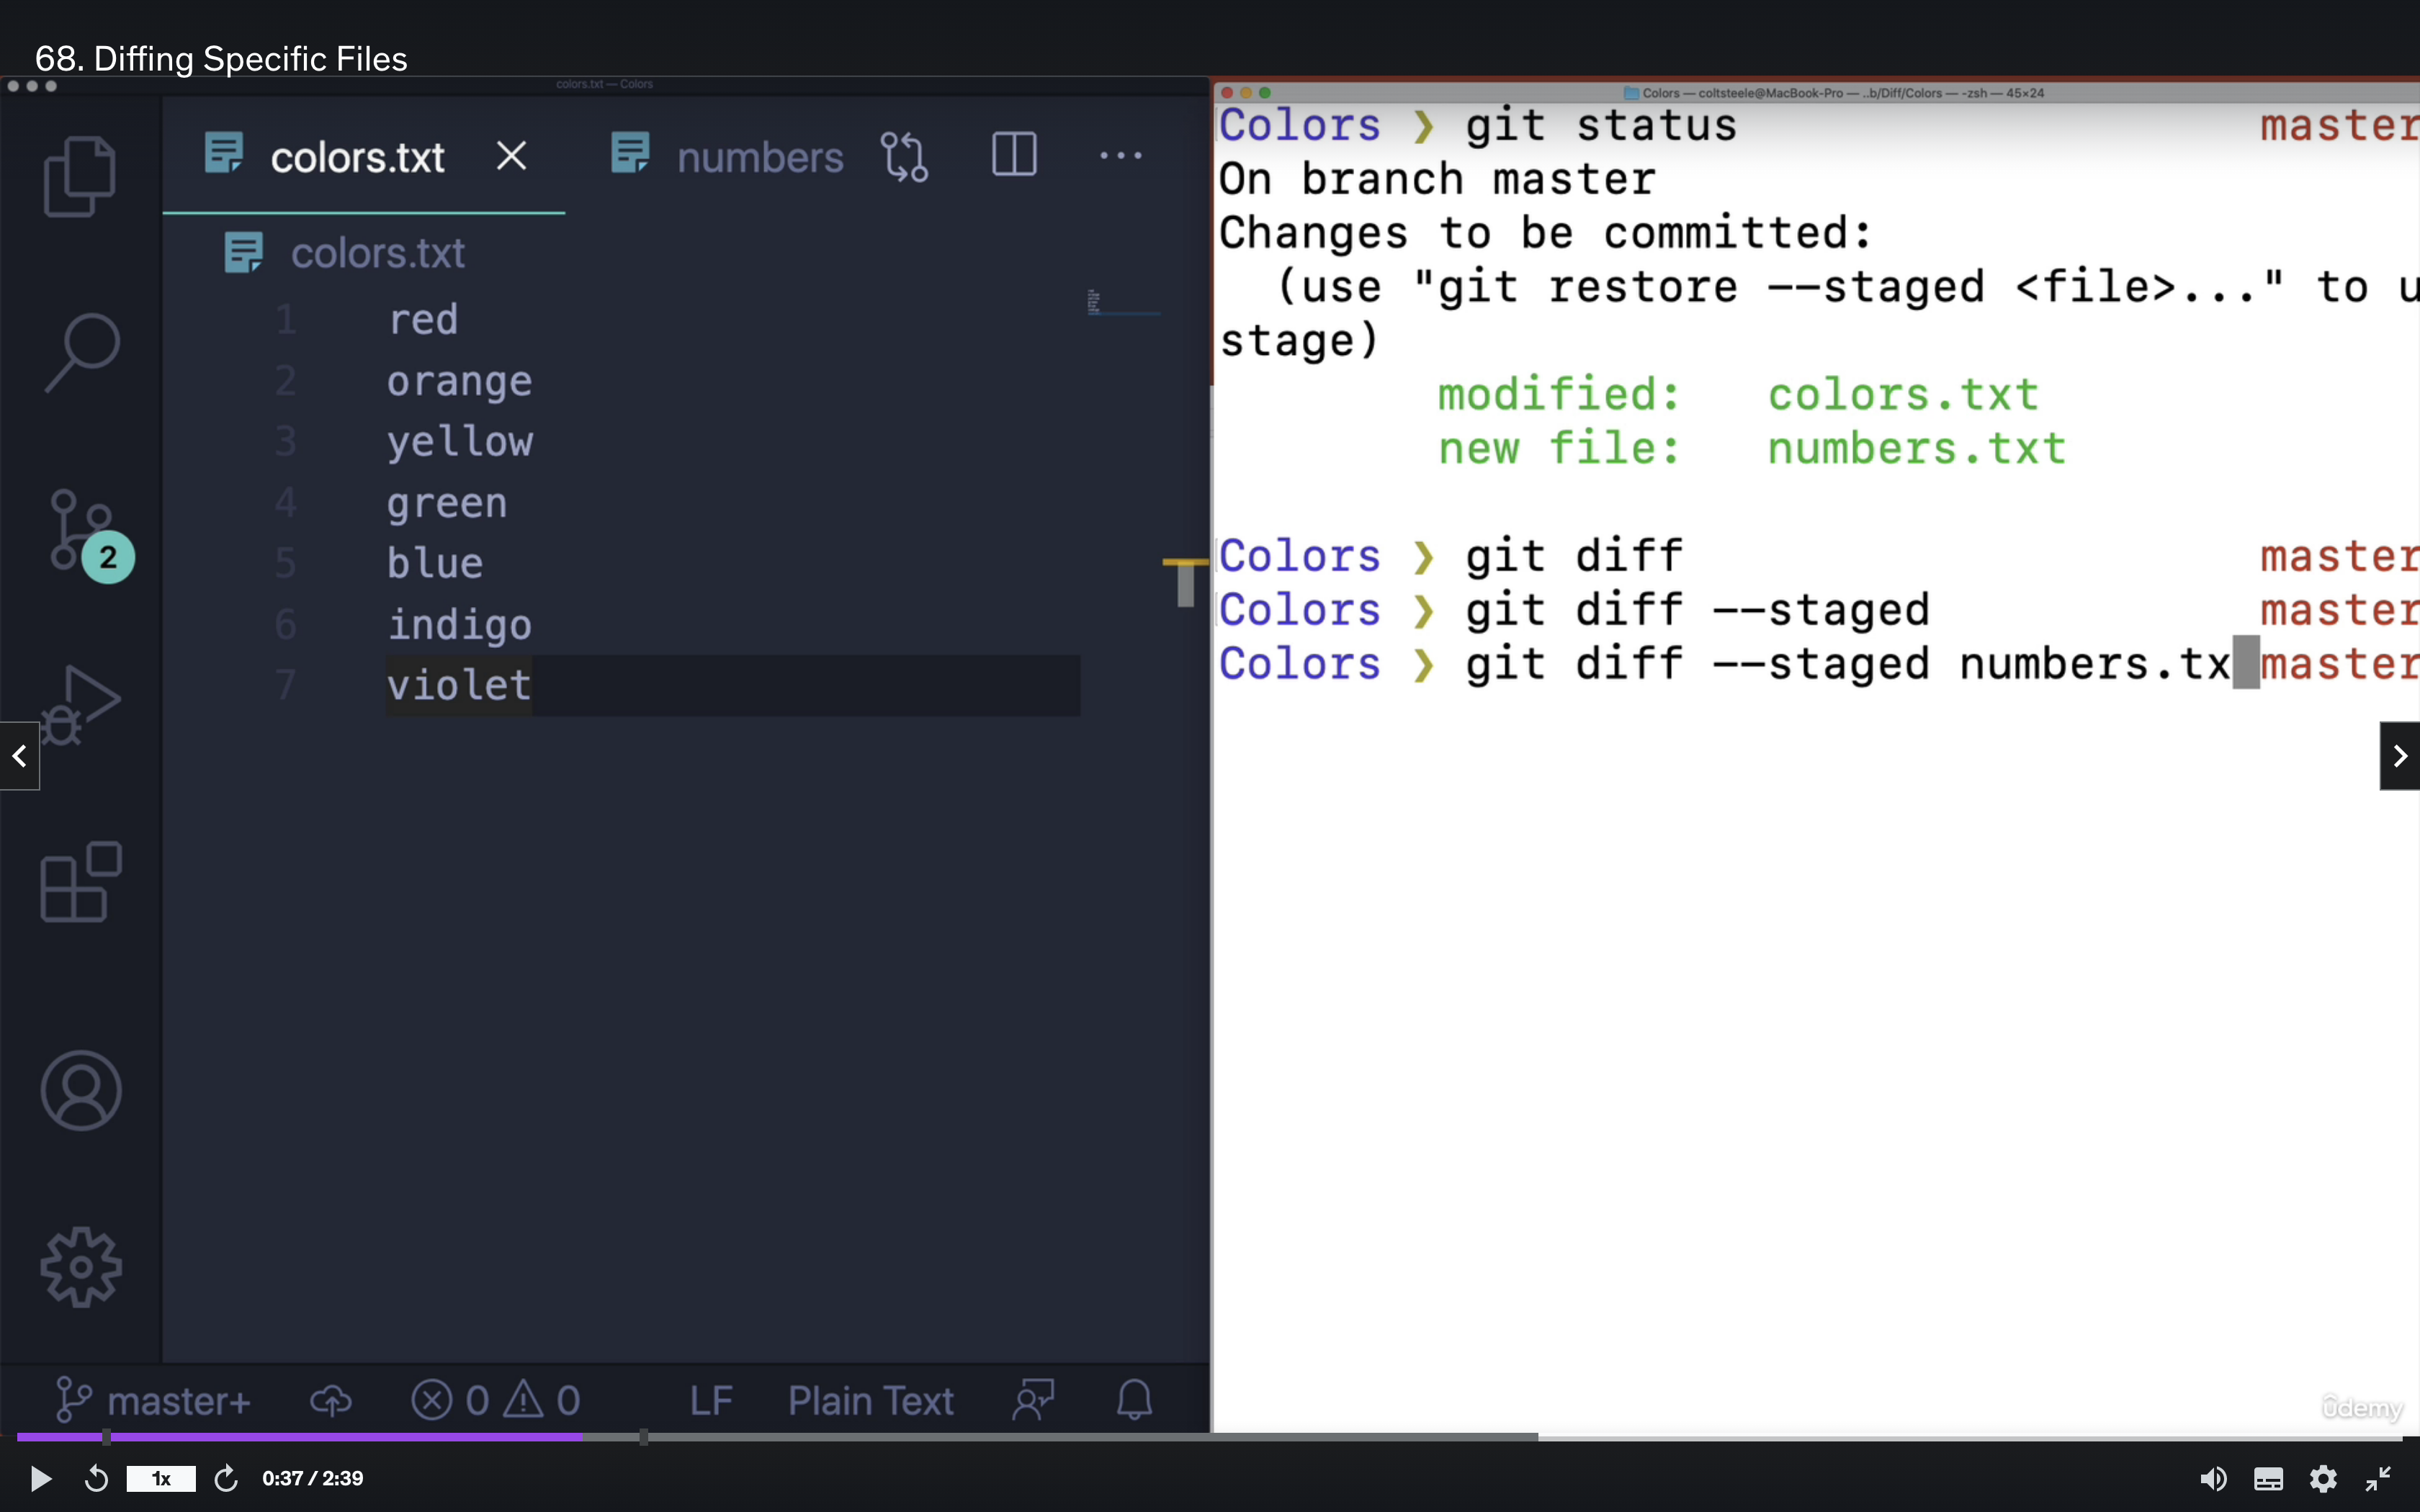 68. Diffing Specific Files
colors.txt — Colors
colors.txt
numbers
colors.txt
1 red
2 orange
3 yellow
4 green
5 blue
6 indigo
7 violet
2
master+
0 0
LF
Plain Text
Colors — coltsteele@MacBook-Pro — ..b/Diff/Colors — -zsh — 45×24
Colors ❯ git status master
On branch master
Changes to be committed:
(use "git restore --staged <file>..." to u
stage)
modified: colors.txt
new file: numbers.txt
Colors ❯ git diff master
Colors ❯ git diff --staged master
Colors ❯ git diff --staged numbers.tx master
udemy
1x
0:37 / 2:39